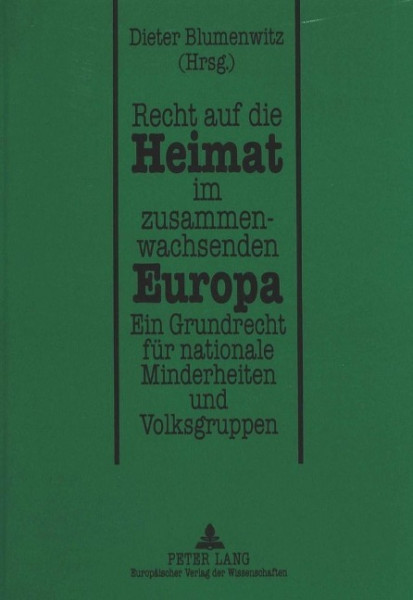 Dieter Blumenwitz
(Hrsg.)
Recht auf die
Heimat
im
zusammen-
wachsenden
Europa
Ein Grundrecht
für nationale
Minderheiten
und
Volksgruppen
PETER LANG
Europäischer Verlag der Wissenschaften